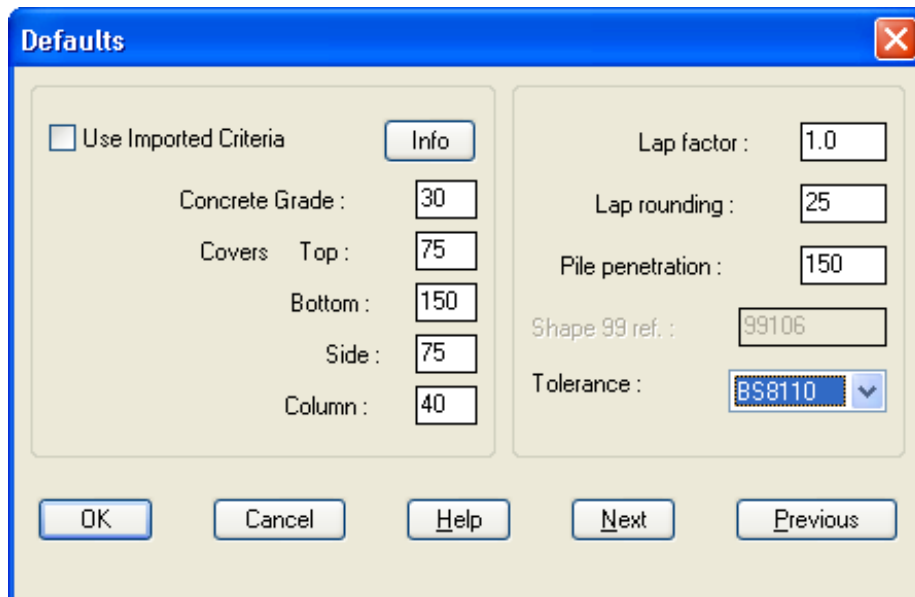 Defaults
Use Imported Criteria
Info
Concrete Grade :
30
Covers Top :
75
Bottom :
150
Side :
75
Column :
40
Lap factor :
1.0
Lap rounding :
25
Pile penetration :
150
Shape 99 ref. :
99106
Tolerance :
BS8110
OK
Cancel
Help
Next
Previous